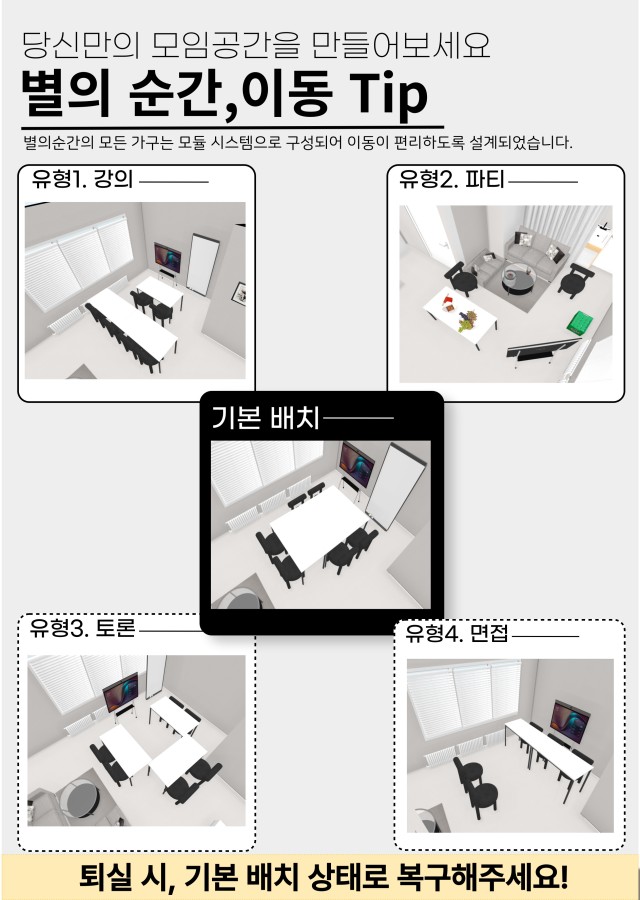 당신만의 모임공간을 만들어보세요
별의 순간,이동 Tip
별의순간의 모든 가구는 모듈 시스템으로 구성되어 이동이 편리하도록 설계되었습니다.
유형1. 강의
유형2. 파티
기본 배치
유형3. 토론
유형4. 면접
퇴실 시, 기본 배치 상태로 복구해주세요!